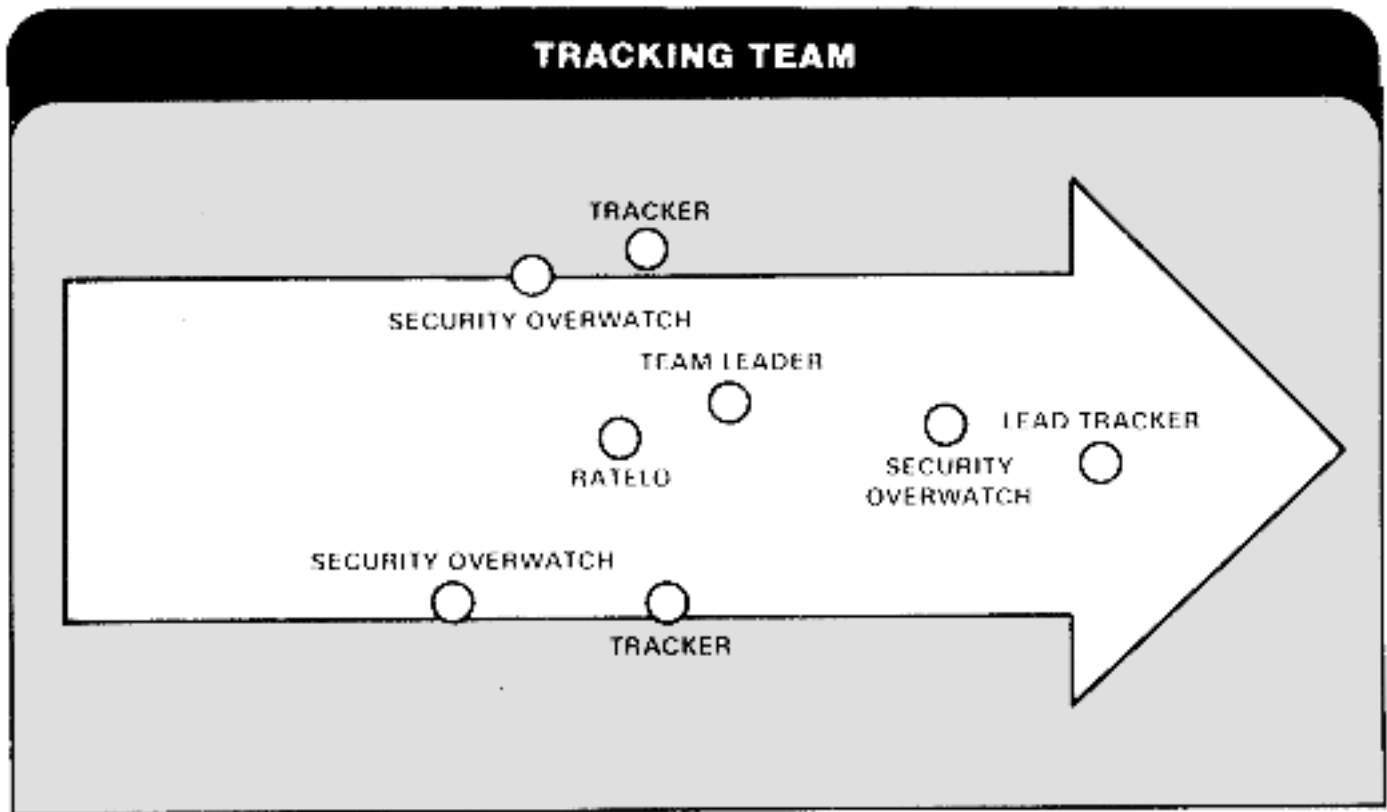 TRACKING TEAM
TRACKER
SECURITY OVERWATCH
TEAM LEADER
LEAD TRACKER
RATELO
SECURITY
OVERWATCH
SECURITY OVERWATCH
TRACKER